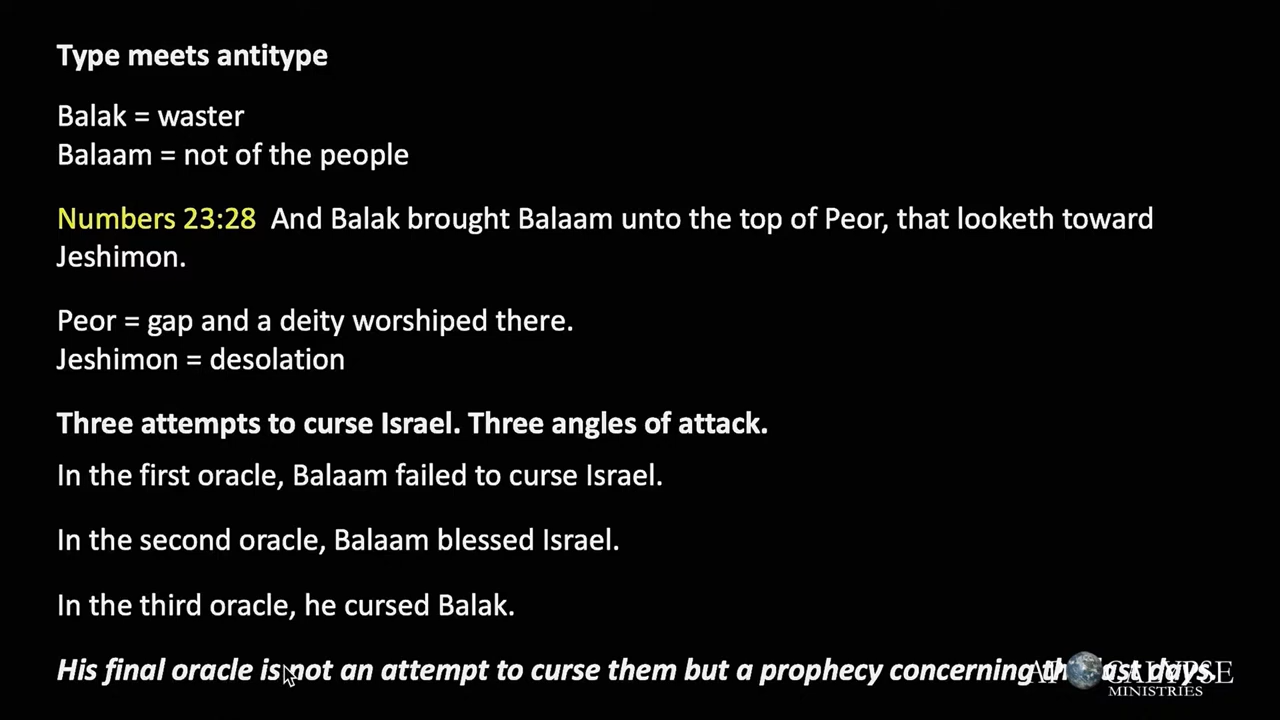 Type meets antitype
Balak = waster
Balaam = not of the people
Numbers 23:28 And Balak brought Balaam unto the top of Peor, that looketh toward
Jeshimon.
Peor = gap and a deity worshiped there.
Jeshimon = desolation
Three attempts to curse Israel. Three angles of attack.
In the first oracle, Balaam failed to curse Israel.
In the second oracle, Balaam blessed Israel.
In the third oracle, he cursed Balak.
His final oracle is not an attempt to curse them but a prophecy concerning the last days.
APOCALYPSE
MINISTRIES